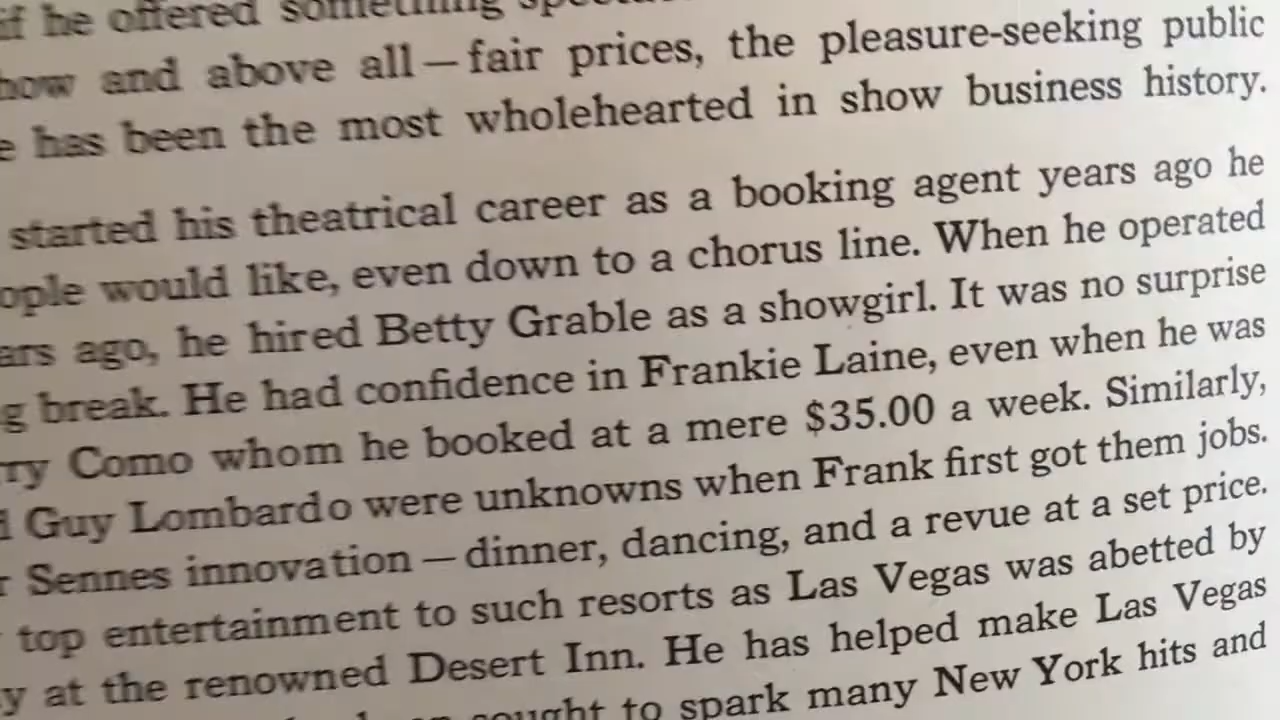 if he offered something
how and above all — fair prices, the pleasure-seeking public
e has been the most wholehearted in show business history.
started his theatrical career as a booking agent years ago he
ople would like, even down to a chorus line. When he operated
ars ago, he hired Betty Grable as a showgirl. It was no surprise
g break. He had confidence in Frankie Laine, even when he was
ry Como whom he booked at a mere $35.00 a week. Similarly,
d Guy Lombardo were unknowns when Frank first got them jobs.
r Sennes innovation — dinner, dancing, and a revue at a set price.
top entertainment to such resorts as Las Vegas was abetted by
y at the renowned Desert Inn. He has helped make Las Vegas
sought to spark many New York hits and